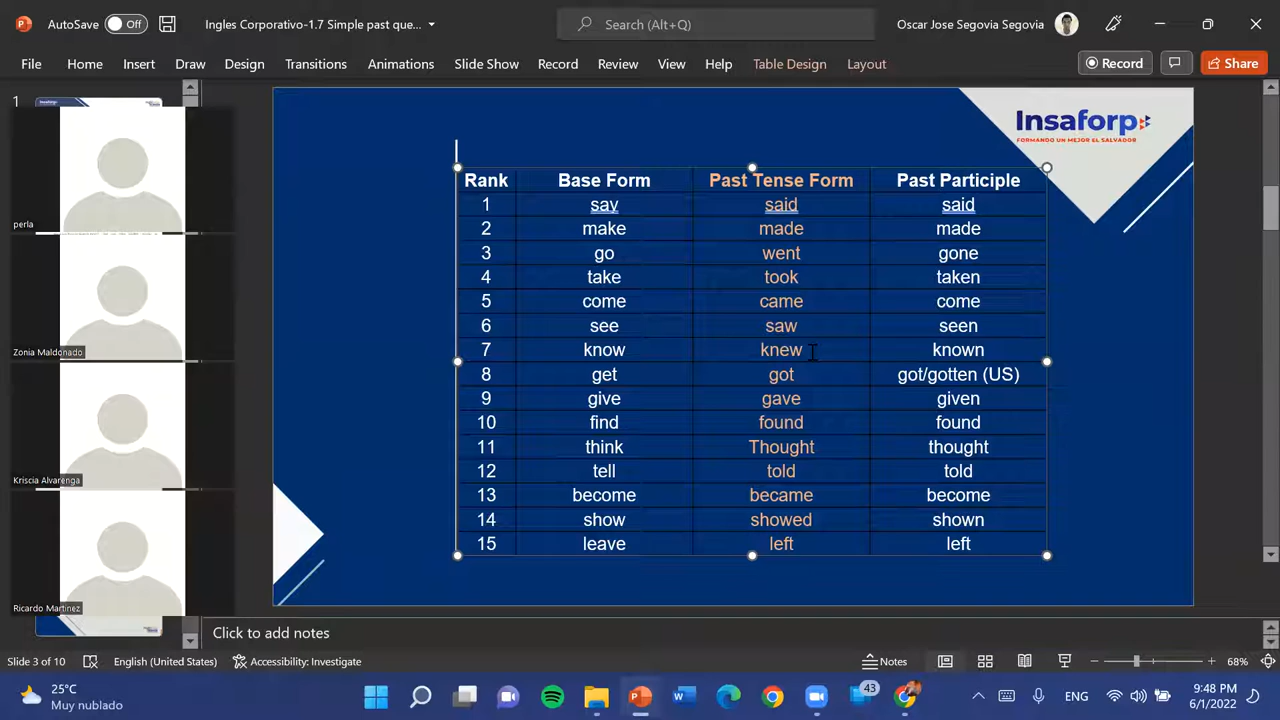 AutoSave Off Ingles Corporativo-1.7 Simple past que... Search (Alt+Q) Oscar Jose Segovia Segovia
File Home Insert Draw Design Transitions Animations Slide Show Record Review View Help Table Design Layout Record Share
1
perla
Zonia Maldonado
Kriscia Alvarenga
Ricardo Martinez
Insaforp
FORMANDO UN MEJOR EL SALVADOR
Rank Base Form Past Tense Form Past Participle
1 say said said
2 make made made
3 go went gone
4 take took taken
5 come came come
6 see saw seen
7 know knew known
8 get got got/gotten (US)
9 give gave given
10 find found found
11 think Thought thought
12 tell told told
13 become became become
14 show showed shown
15 leave left left
Click to add notes
Slide 3 of 10 English (United States) Accessibility: Investigate Notes 68%
25°C
Muy nublado
43
ENG
9:48 PM
6/1/2022